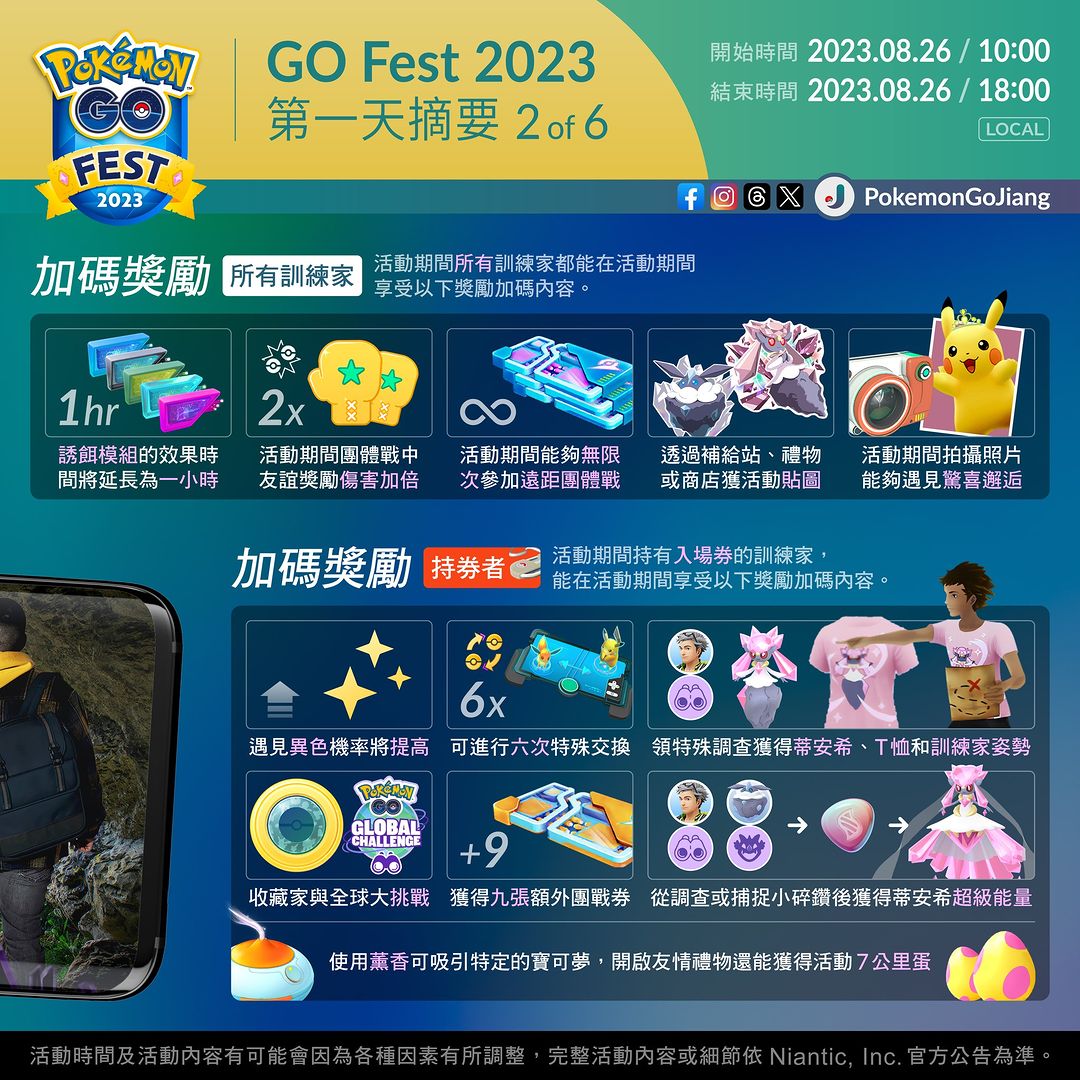 POKÉMON
GO
FEST
2023
GO Fest 2023
第一天摘要 2 of 6
開始時間 2023.08.26 / 10:00
結束時間 2023.08.26 / 18:00
LOCAL
PokemonGoJiang
加碼獎勵 所有訓練家
活動期間所有訓練家都能在活動期間
享受以下獎勵加碼內容。
1hr
誘餌模組的效果時
間將延長為一小時
2x
活動期間團體戰中
友誼獎勵傷害加倍
∞
活動期間能夠無限
次參加遠距團體戰
透過補給站、禮物
或商店獲活動貼圖
活動期間拍攝照片
能夠遇見驚喜邂逅
加碼獎勵 持券者
活動期間持有入場券的訓練家，
能在活動期間享受以下獎勵加碼內容。
遇見異色機率將提高
6x
可進行六次特殊交換
領特殊調查獲得蒂安希、T恤和訓練家姿勢
POKÉMON
GO
GLOBAL
CHALLENGE
收藏家與全球大挑戰
+9
獲得九張額外團戰券
從調查或捕捉小碎鑽後獲得蒂安希超級能量
使用薰香可吸引特定的寶可夢，開啟友情禮物還能獲得活動7公里蛋
活動時間及活動內容有可能會因為各種因素有所調整，完整活動內容或細節依 Niantic, Inc. 官方公告為準。